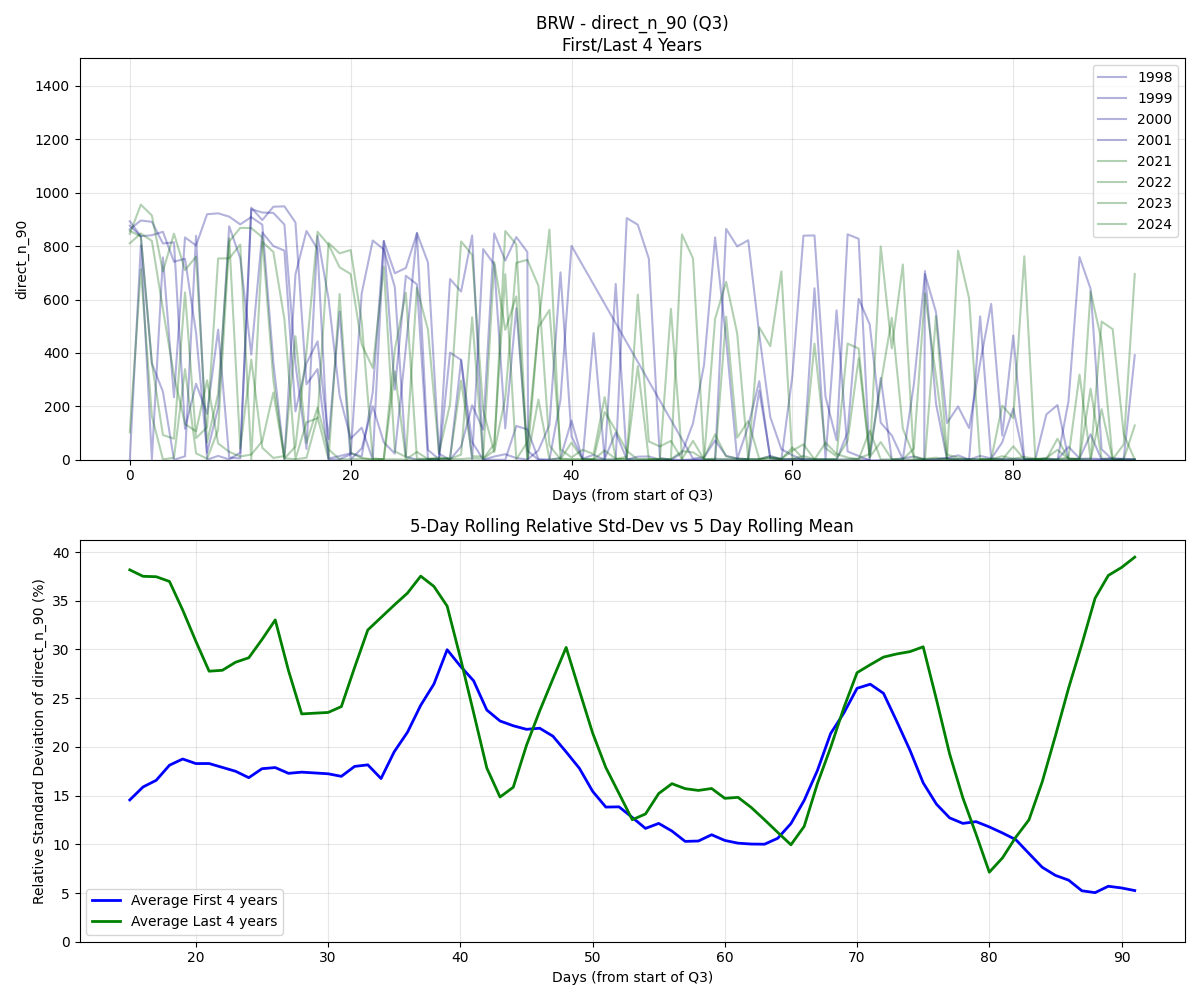 BRW - direct_n_90 (Q3)
First/Last 4 Years
direct_n_90
1400
1200
1000
800
600
400
200
0
0 20 40 60 80
Days (from start of Q3)
1998
1999
2000
2001
2021
2022
2023
2024
5-Day Rolling Relative Std-Dev vs 5 Day Rolling Mean
Relative Standard Deviation of direct_n_90 (%)
40
35
30
25
20
15
10
5
0
20 30 40 50 60 70 80 90
Days (from start of Q3)
Average First 4 years
Average Last 4 years